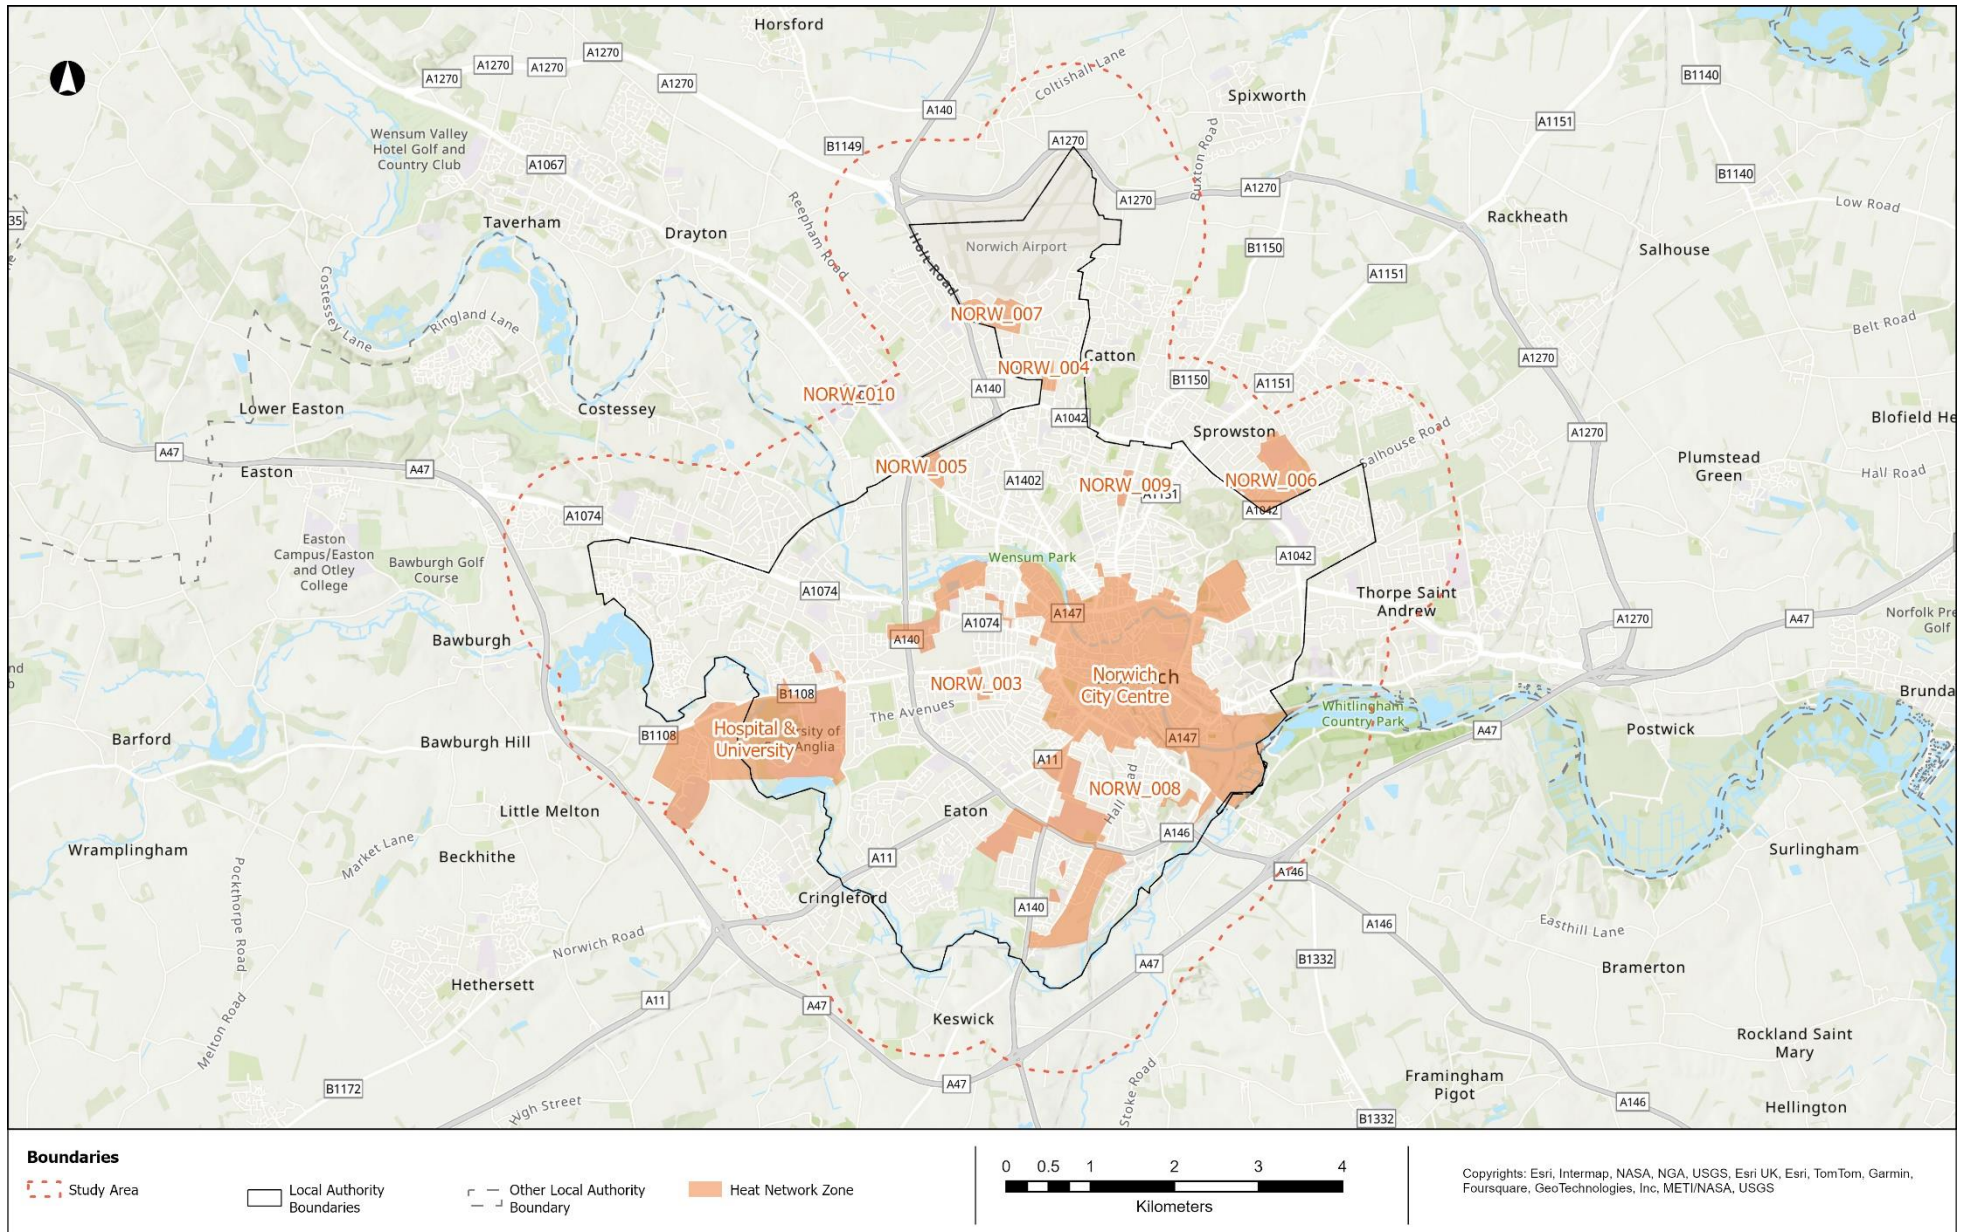 Horsford
Coltishall Lane
A1270
A1270
A1270
A1270
A1270
B1140
Spixworth
A140
A1151
Wensum Valley
Hotel Golf and
Country Club
B1149
A1270
A1067
B1140
Buxton Road
A1270
A1270
Reepham Road
Low Road
35
Taverham
Drayton
Rackheath
Holt Road
Norwich Airport
B1150
Salhouse
A1151
Costessey Lane
Ringland Lane
NORW_007
Belt Road
Catton
A1270
NORW_004
NORW_010
A140
B1150
A1151
Lower Easton
Costessey
A1042
Blofield He
Sprowston
A1270
Salhouse Road
A47
Easton
A47
NORW_005
Plumstead
Green
Hall Road
A1402
NORW_009
A1151
NORW_006
A1074
A1042
Easton
Campus/Easton
and Otley
College
Bawburgh Golf
Course
Wensum Park
A1042
A1074
Thorpe Saint
Andrew
A147
A1074
A1270
A47
Norfolk Pre
Golf
Bawburgh
A140
nd
NORW_003
Norwich
City Centre
ch
B1108
Brunda
The Avenues
Whitlingham
Country Park
Barford
Bawburgh Hill
B1108
Hospital &
University
rsity of
Anglia
A147
A47
Postwick
A11
NORW_008
Little Melton
Eaton
Wramplingham
Market Lane
Beckhithe
A11
A146
Surlingham
Pockthorpe Road
A146
Cringleford
A140
A146
Easthill Lane
Norwich Road
Hethersett
A47
B1332
Bramerton
A11
A47
Melton Road
Keswick
Rockland Saint
Mary
B1172
A47
Stoke Road
Framingham
Pigot
igh Street
B1332
A146
Hellington
Boundaries
Study Area
Local Authority
Boundaries
Other Local Authority
Boundary
Heat Network Zone
0 0.5 1 2 3 4
Kilometers
Copyrights: Esri, Intermap, NASA, NGA, USGS, Esri UK, Esri, TomTom, Garmin,
Foursquare, GeoTechnologies, Inc, METI/NASA, USGS